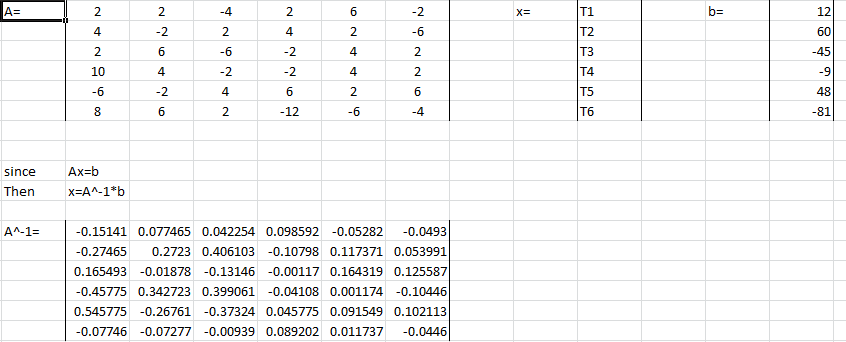 A= 2 2 -4 2 6 -2 x= T1 b= 12
4 -2 2 4 2 -6 T2 60
2 6 -6 -2 4 2 T3 -45
10 4 -2 -2 4 2 T4 -9
-6 -2 4 6 2 6 T5 48
8 6 2 -12 -6 -4 T6 -81
since Ax=b
Then x=A^-1*b
A^-1= -0.15141 0.077465 0.042254 0.098592 -0.05282 -0.0493
-0.27465 0.2723 0.406103 -0.10798 0.117371 0.053991
0.165493 -0.01878 -0.13146 -0.00117 0.164319 0.125587
-0.45775 0.342723 0.399061 -0.04108 0.001174 -0.10446
0.545775 -0.26761 -0.37324 0.045775 0.091549 0.102113
-0.07746 -0.07277 -0.00939 0.089202 0.011737 -0.0446